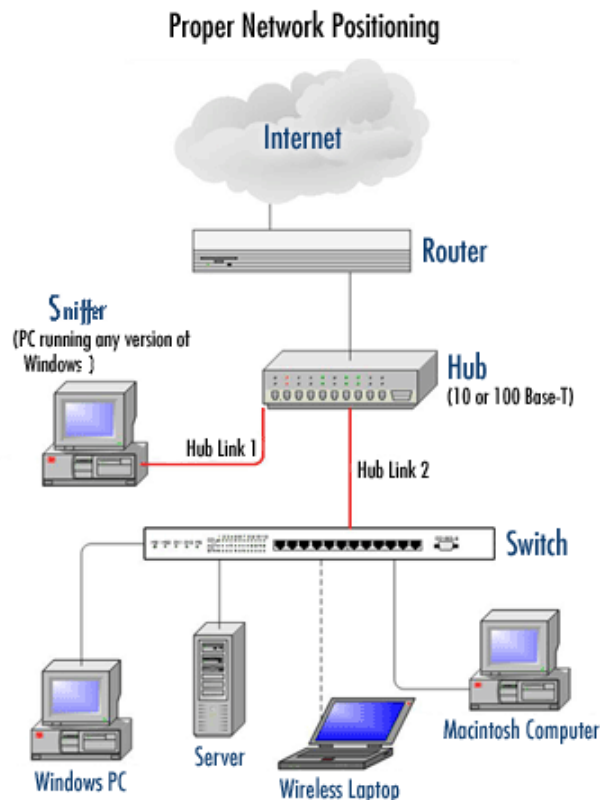 Proper Network Positioning
Internet
Router
Sniffer
(PC running any version of
Windows )
Hub
(10 or 100 Base-T)
Hub Link 1
Hub Link 2
Switch
Windows PC
Server
Wireless Laptop
Macintosh Computer